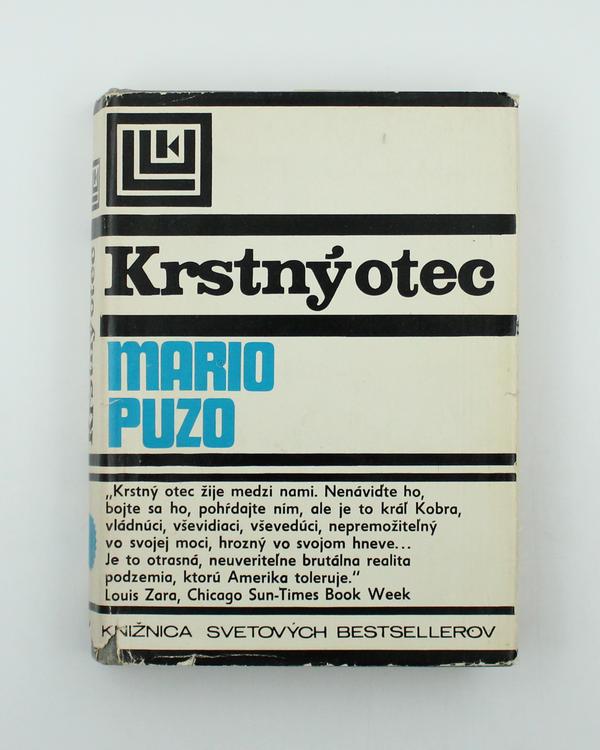 Krstný otec
MARIO
PUZO
„Krstný otec žije medzi nami. Nenáviďte ho,
bojte sa ho, pohŕdajte ním, ale je to kráľ Kobra,
vládnúci, vševidiaci, vševedúci, nepremožiteľný
vo svojej moci, hrozný vo svojom hneve...
Je to otrasná, neuveriteľne brutálna realita
podzemia, ktorú Amerika toleruje.“
Louis Zara, Chicago Sun-Times Book Week
KNIŽNICA SVETOVÝCH BESTSELLEROV
Krstný otec